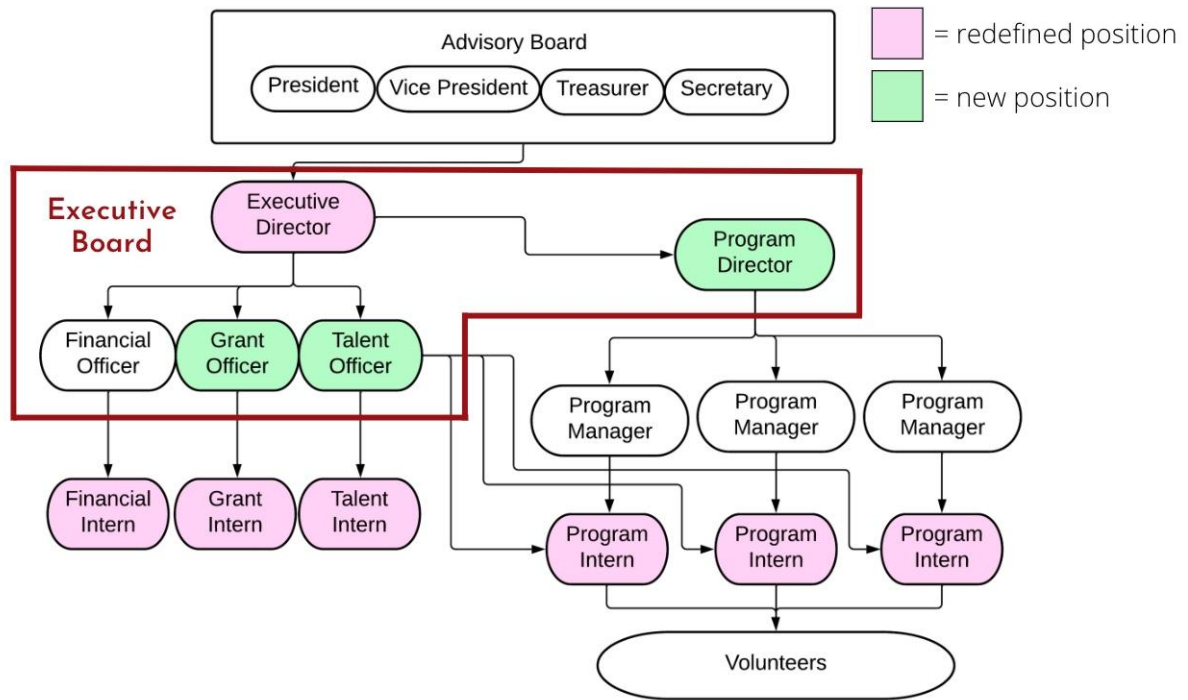 Advisory Board
President
Vice President
Treasurer
Secretary
= redefined position
= new position
Executive
Board
Executive
Director
Program
Director
Financial
Officer
Grant
Officer
Talent
Officer
Program
Manager
Program
Manager
Program
Manager
Financial
Intern
Grant
Intern
Talent
Intern
Program
Intern
Program
Intern
Program
Intern
Volunteers